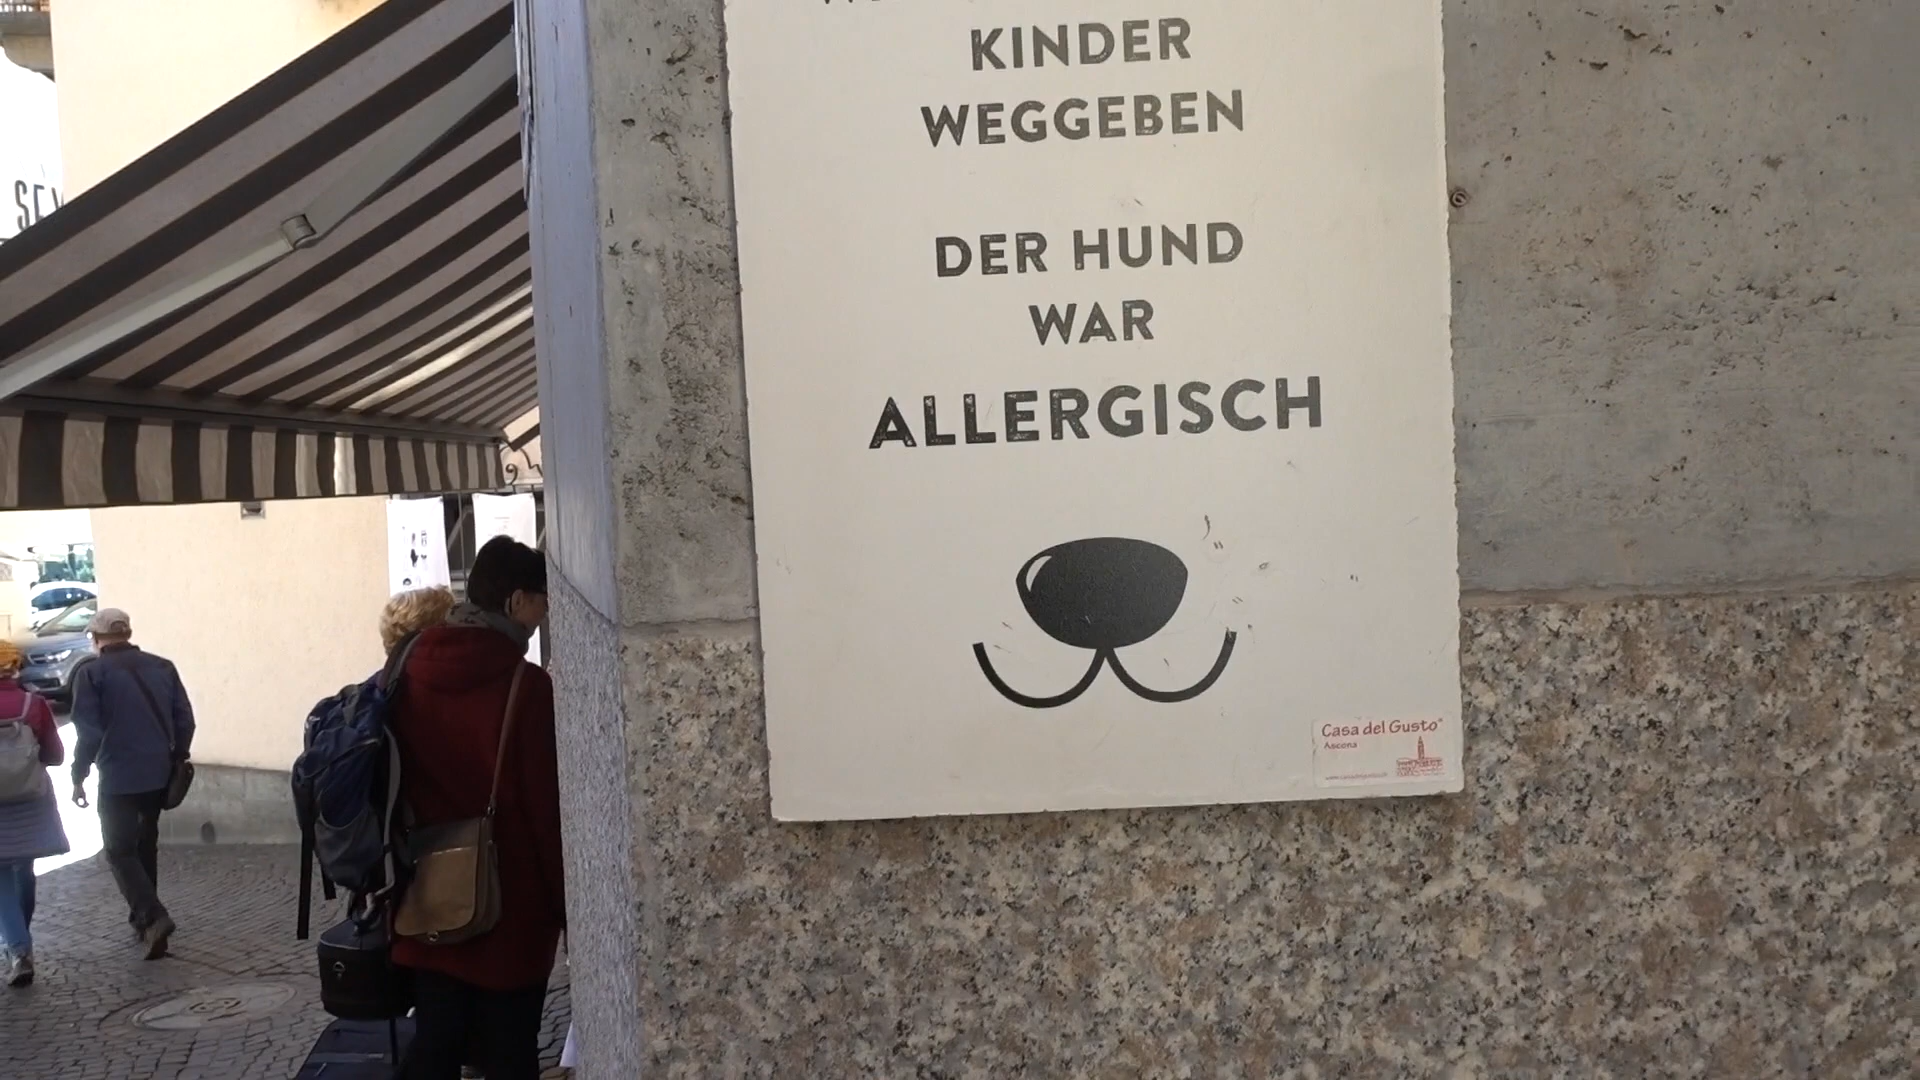 KINDER
WEGGEBEN
DER HUND
WAR
ALLERGISCH
Casa del Gusto
Ascona